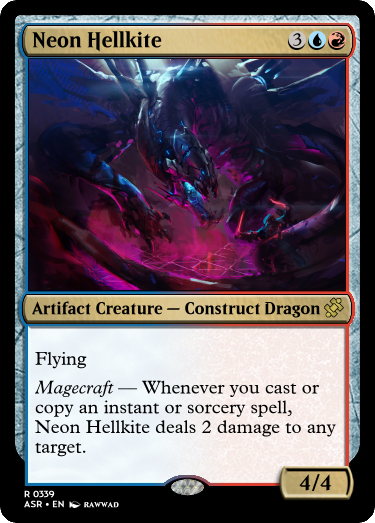 Neon Hellkite 3
Artifact Creature — Construct Dragon
Flying
Magecraft — Whenever you cast or
copy an instant or sorcery spell,
Neon Hellkite deals 2 damage to any
target.
4/4
R 0339
ASR • EN RAWWAD